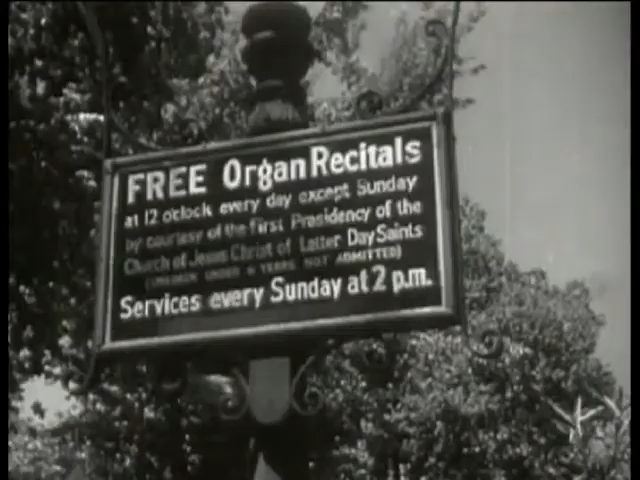 FREE Organ Recitals
at 12 o'clock every day except Sunday
by courtesy of the First Presidency of the
Church of Jesus Christ of Latter Day Saints
(CHILDREN UNDER 6 YEARS NOT ADMITTED)
Services every Sunday at 2 p.m.